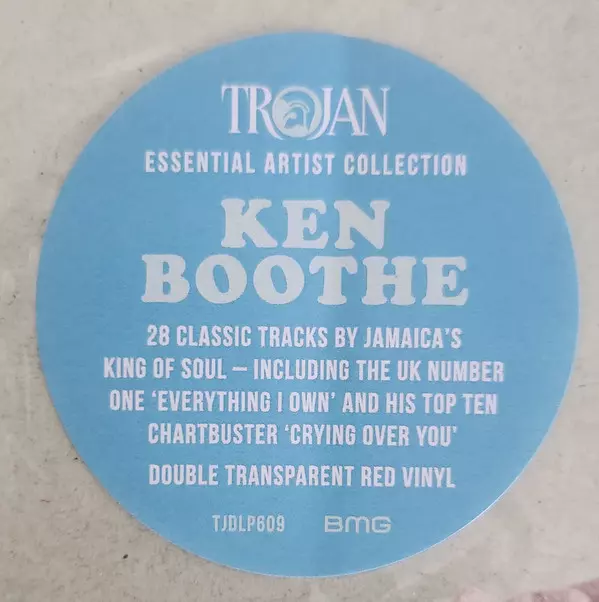 TROJAN
ESSENTIAL ARTIST COLLECTION
KEN
BOOTHE
28 CLASSIC TRACKS BY JAMAICA'S
KING OF SOUL – INCLUDING THE UK NUMBER
ONE 'EVERYTHING I OWN' AND HIS TOP TEN
CHARTBUSTER 'CRYING OVER YOU'
DOUBLE TRANSPARENT RED VINYL
TJDLP609 BMG